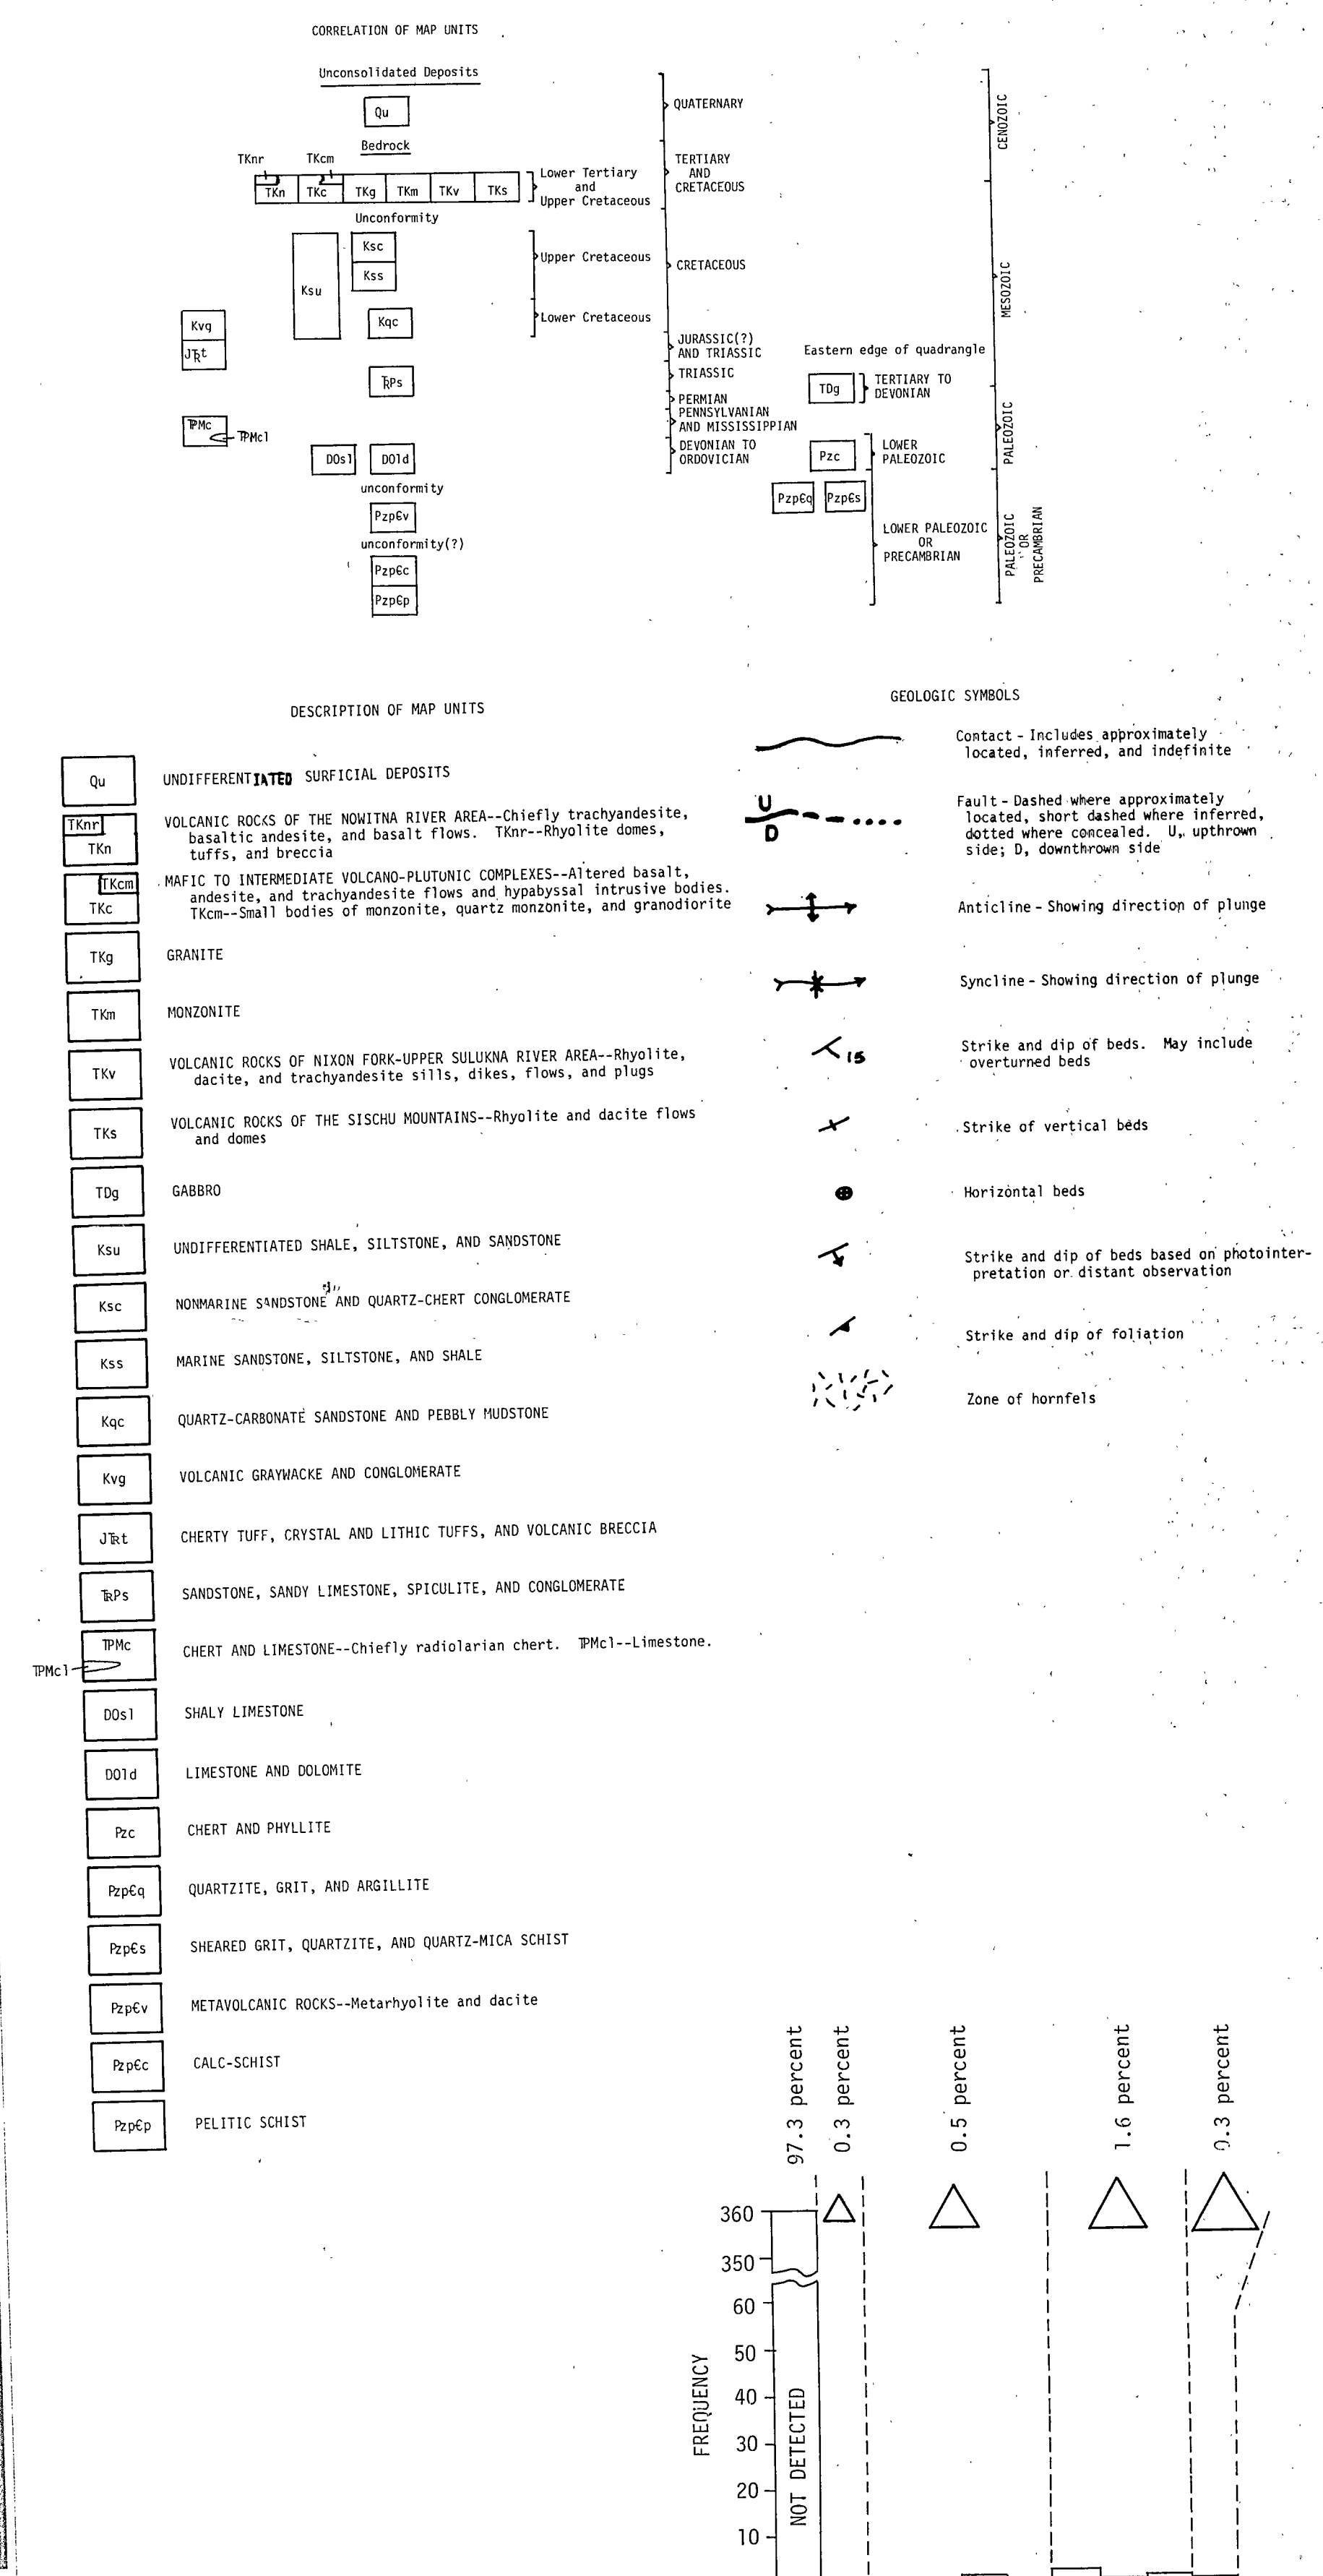 CORRELATION OF MAP UNITS
Unconsolidated Deposits
Qu
Bedrock
TKnr TKcm
TKn TKc TKg TKm TKv TKs
Lower Tertiary
and
Upper Cretaceous
Unconformity
Ksu
Ksc
Kss
Kqc
Upper Cretaceous
Lower Cretaceous
Kvg
JTRt
TRPs
IPMc
IPMcl
DOsl DOld
unconformity
PzpЄv
unconformity(?)
PzpЄc
PzpЄp
QUATERNARY
TERTIARY
AND
CRETACEOUS
CRETACEOUS
JURASSIC(?)
AND TRIASSIC
TRIASSIC
PERMIAN
PENNSYLVANIAN
AND MISSISSIPPIAN
DEVONIAN TO
ORDOVICIAN
Eastern edge of quadrangle
TDg
TERTIARY TO
DEVONIAN
Pzc
LOWER
PALEOZOIC
PzpЄq PzpЄs
LOWER PALEOZOIC
OR
PRECAMBRIAN
CENOZOIC
MESOZOIC
PALEOZOIC
PALEOZOIC
OR
PRECAMBRIAN
DESCRIPTION OF MAP UNITS
Qu
UNDIFFERENTIATED SURFICIAL DEPOSITS
TKnr
TKn
VOLCANIC ROCKS OF THE NOWITNA RIVER AREA--Chiefly trachyandesite,
basaltic andesite, and basalt flows. TKnr--Rhyolite domes,
tuffs, and breccia
TKcm
TKc
MAFIC TO INTERMEDIATE VOLCANO-PLUTONIC COMPLEXES--Altered basalt,
andesite, and trachyandesite flows and hypabyssal intrusive bodies.
TKcm--Small bodies of monzonite, quartz monzonite, and granodiorite
TKg
GRANITE
TKm
MONZONITE
TKv
VOLCANIC ROCKS OF NIXON FORK-UPPER SULUKNA RIVER AREA--Rhyolite,
dacite, and trachyandesite sills, dikes, flows, and plugs
TKs
VOLCANIC ROCKS OF THE SISCHU MOUNTAINS--Rhyolite and dacite flows
and domes
TDg
GABBRO
Ksu
UNDIFFERENTIATED SHALE, SILTSTONE, AND SANDSTONE
Ksc
NONMARINE SANDSTONE AND QUARTZ-CHERT CONGLOMERATE
Kss
MARINE SANDSTONE, SILTSTONE, AND SHALE
Kqc
QUARTZ-CARBONATE SANDSTONE AND PEBBLY MUDSTONE
Kvg
VOLCANIC GRAYWACKE AND CONGLOMERATE
JTRt
CHERTY TUFF, CRYSTAL AND LITHIC TUFFS, AND VOLCANIC BRECCIA
TRPs
SANDSTONE, SANDY LIMESTONE, SPICULITE, AND CONGLOMERATE
IPMc
IPMcl
CHERT AND LIMESTONE--Chiefly radiolarian chert. IPMcl--Limestone.
DOsl
SHALY LIMESTONE
DOld
LIMESTONE AND DOLOMITE
Pzc
CHERT AND PHYLLITE
PzpЄq
QUARTZITE, GRIT, AND ARGILLITE
PzpЄs
SHEARED GRIT, QUARTZITE, AND QUARTZ-MICA SCHIST
PzpЄv
METAVOLCANIC ROCKS--Metarhyolite and dacite
PzpЄc
CALC-SCHIST
PzpЄp
PELITIC SCHIST
GEOLOGIC SYMBOLS
Contact - Includes approximately
located, inferred, and indefinite
U
D
Fault - Dashed where approximately
located, short dashed where inferred,
dotted where concealed. U, upthrown
side; D, downthrown side
Anticline - Showing direction of plunge
Syncline - Showing direction of plunge
15
Strike and dip of beds. May include
overturned beds
Strike of vertical beds
Horizontal beds
Strike and dip of beds based on photointer-
pretation or distant observation
Strike and dip of foliation
Zone of hornfels
97.3 percent
0.3 percent
0.5 percent
1.6 percent
0.3 percent
360
350
60
50
40
30
20
10
FREQUENCY
NOT DETECTED